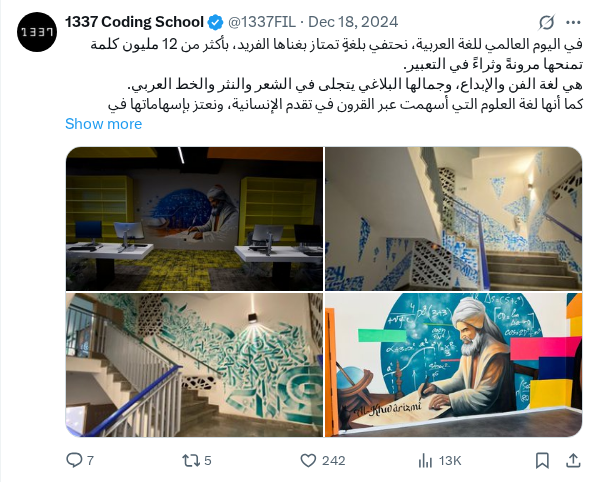 1337 Coding School @1337FIL · Dec 18, 2024
1337
في اليوم العالمي للغة العربية، نحتفي بلغةٍ تمتاز بغناها الفريد، بأكثر من 12 مليون كلمة
تمنحها مرونةً وثراءً في التعبير.
هي لغة الفن والإبداع، وجمالها البلاغي يتجلى في الشعر والنثر والخط العربي.
كما أنها لغة العلوم التي أسهمت عبر القرون في تقدم الإنسانية، ونعتز بإسهاماتها في
Show more
Al-Khwârizmî
7 5 242 13K